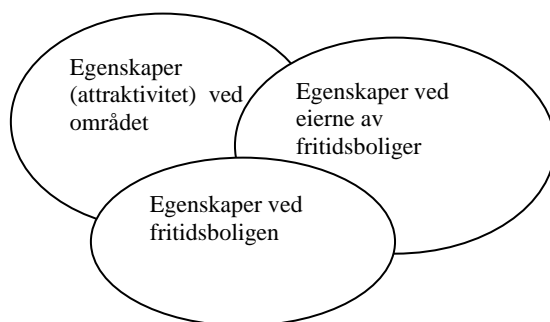 Egenskaper
(attraktivitet) ved
området
Egenskaper ved
eierne av
fritidsboliger
Egenskaper ved
fritidsboligen